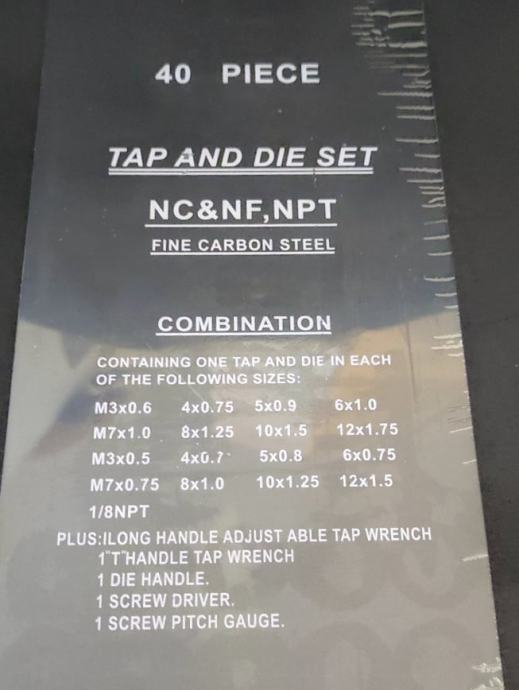 40 PIECE
TAP AND DIE SET
NC&NF,NPT
FINE CARBON STEEL
COMBINATION
CONTAINING ONE TAP AND DIE IN EACH
OF THE FOLLOWING SIZES:
M3x0.6 4x0.75 5x0.9 6x1.0
M7x1.0 8x1.25 10x1.5 12x1.75
M3x0.5 4x0.7 5x0.8 6x0.75
M7x0.75 8x1.0 10x1.25 12x1.5
1/8NPT
PLUS:ILONG HANDLE ADJUST ABLE TAP WRENCH
1"T"HANDLE TAP WRENCH
1 DIE HANDLE.
1 SCREW DRIVER.
1 SCREW PITCH GAUGE.